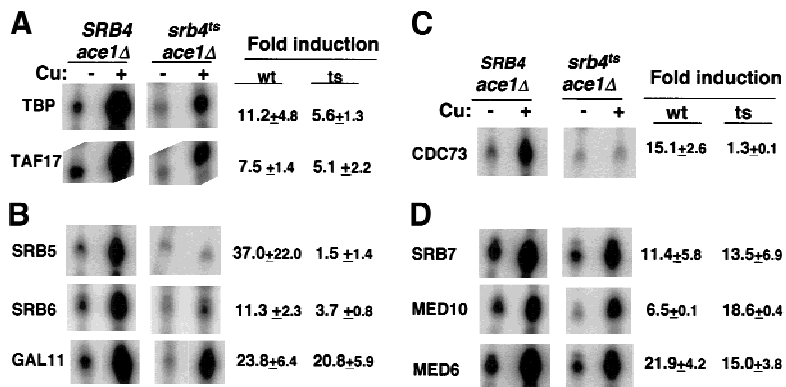 A
SRB4 ace1Δ
srb4ts ace1Δ
Fold induction
Cu: - + - + wt ts
TBP 11.2±4.8 5.6±1.3
TAF17 7.5 ±1.4 5.1 ±2.2
B
SRB5 37.0±22.0 1.5 ±1.4
SRB6 11.3 ±2.3 3.7 ±0.8
GAL11 23.8±6.4 20.8±5.9
C
SRB4 ace1Δ
srb4ts ace1Δ
Fold induction
Cu: - + - + wt ts
CDC73 15.1±2.6 1.3±0.1
D
SRB7 11.4±5.8 13.5±6.9
MED10 6.5±0.1 18.6±0.4
MED6 21.9±4.2 15.0±3.8